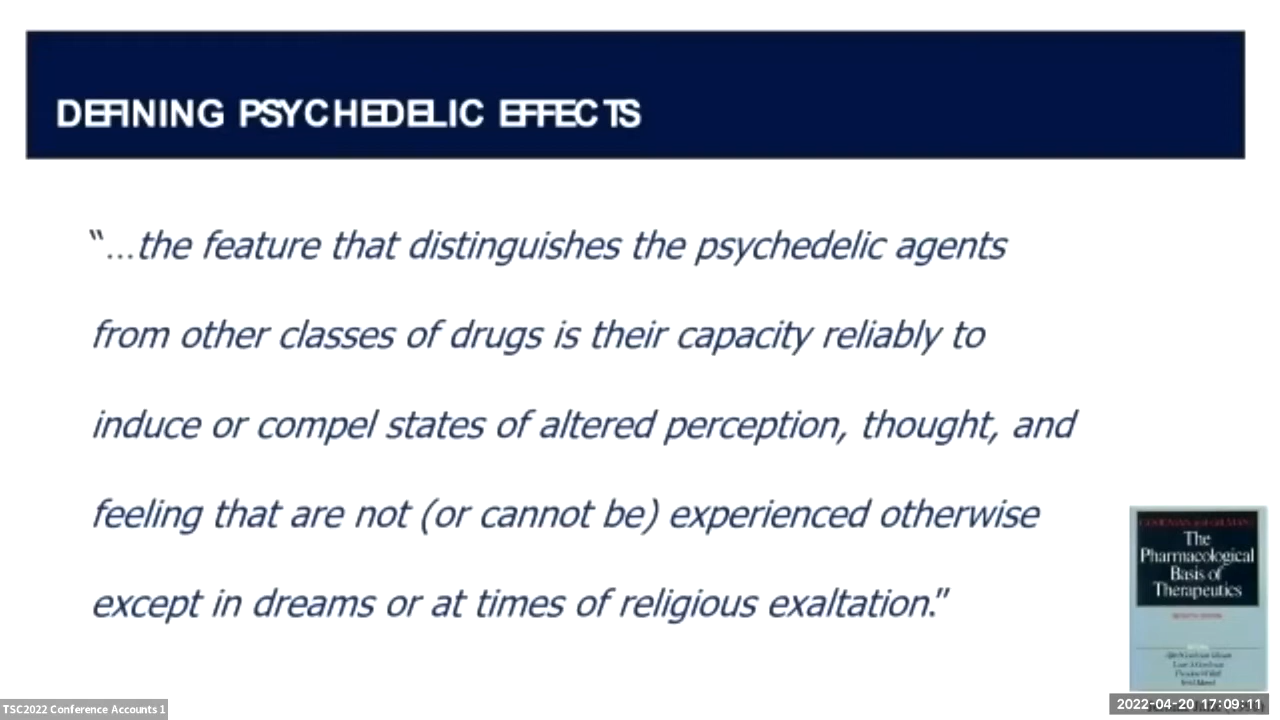 DEFINING PSYCHEDELIC EFFECTS
“…the feature that distinguishes the psychedelic agents
from other classes of drugs is their capacity reliably to
induce or compel states of altered perception, thought, and
feeling that are not (or cannot be) experienced otherwise
except in dreams or at times of religious exaltation.”
The
Pharmacological
Basis of
Therapeutics
TSC2022 Conference Accounts 1
2022-04-20 17:09:11